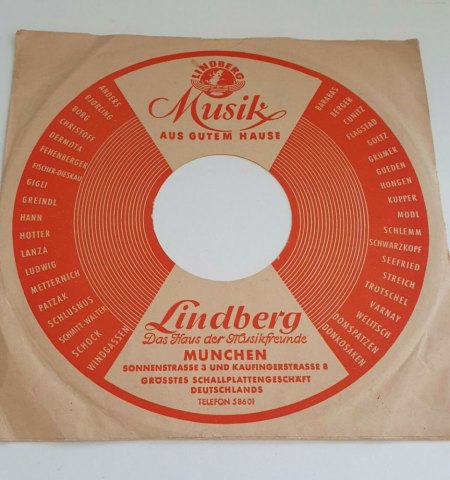 LINDBERG
Musik
AUS GUTEM HAUSE
ANDERS
BJÖRLING
BORG
CHRISTOFF
DERMOTA
FEHENBERGER
FISCHER-DIESKAU
GIGLI
GREINDL
HANN
HOTTER
LANZA
LUDWIG
METTERNICH
PATZAK
SCHLUSNUS
SCHMITT-WALTER
SCHOCK
WINDGASSEN
BARABAS
BERGER
CUNITZ
FLAGSTAD
GOLTZ
GRÜMER
GUEDEN
HÖNGEN
KUPPER
MÖDL
SCHLEMM
SCHWARZKOPF
SEEFRIED
STREICH
TROTSCHEL
VARNAY
WELITSCH
DOMSPATZEN
DONKOSAKEN
Lindberg
Das Haus der Musikfreunde
MÜNCHEN
SONNENSTRASSE 3 UND KAUFINGERSTRASSE 8
GRÖSSTES SCHALLPLATTENGESCHÄFT
DEUTSCHLANDS
TELEFON 58601